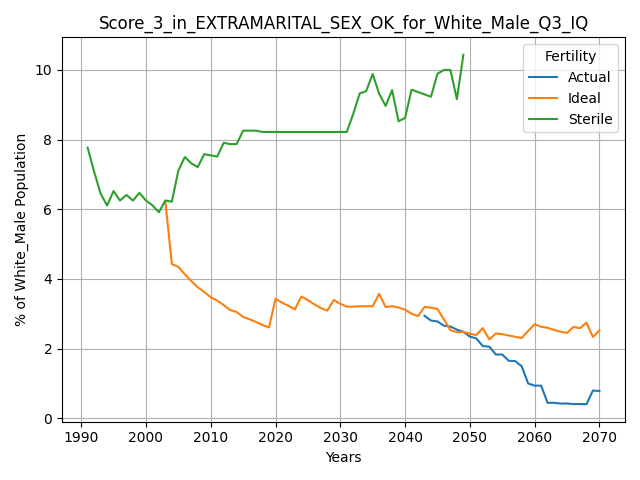 Score_3_in_EXTRAMARITAL_SEX_OK_for_White_Male_Q3_IQ
Fertility
Actual
Ideal
Sterile
% of White_Male Population
10
8
6
4
2
0
1990 2000 2010 2020 2030 2040 2050 2060 2070
Years